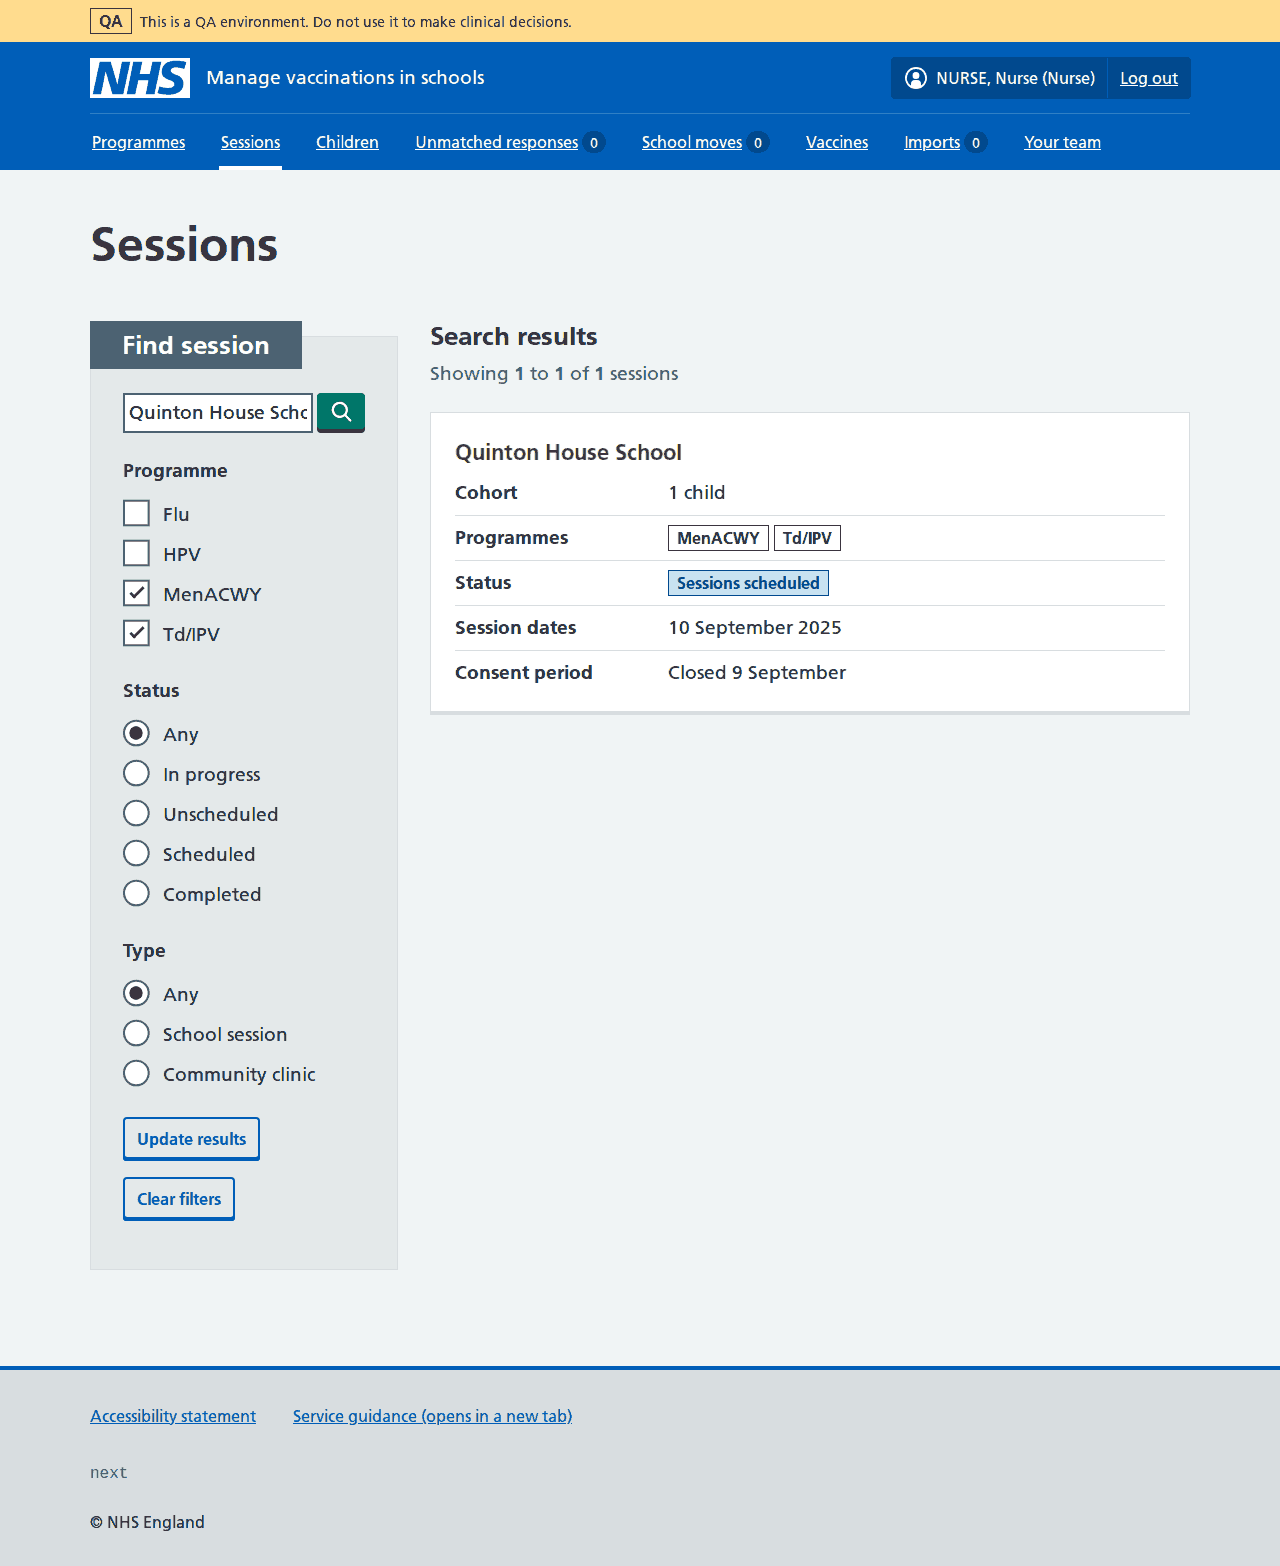 QA This is a QA environment. Do not use it to make clinical decisions.
NHS Manage vaccinations in schools NURSE, Nurse (Nurse) Log out
Programmes Sessions Children Unmatched responses 0 School moves 0 Vaccines Imports 0 Your team
Sessions
Find session
Quinton House Scho
Programme
Flu
HPV
MenACWY
Td/IPV
Status
Any
In progress
Unscheduled
Scheduled
Completed
Type
Any
School session
Community clinic
Update results
Clear filters
Search results
Showing 1 to 1 of 1 sessions
Quinton House School
Cohort 1 child
Programmes MenACWY Td/IPV
Status Sessions scheduled
Session dates 10 September 2025
Consent period Closed 9 September
Accessibility statement Service guidance (opens in a new tab)
next
© NHS England